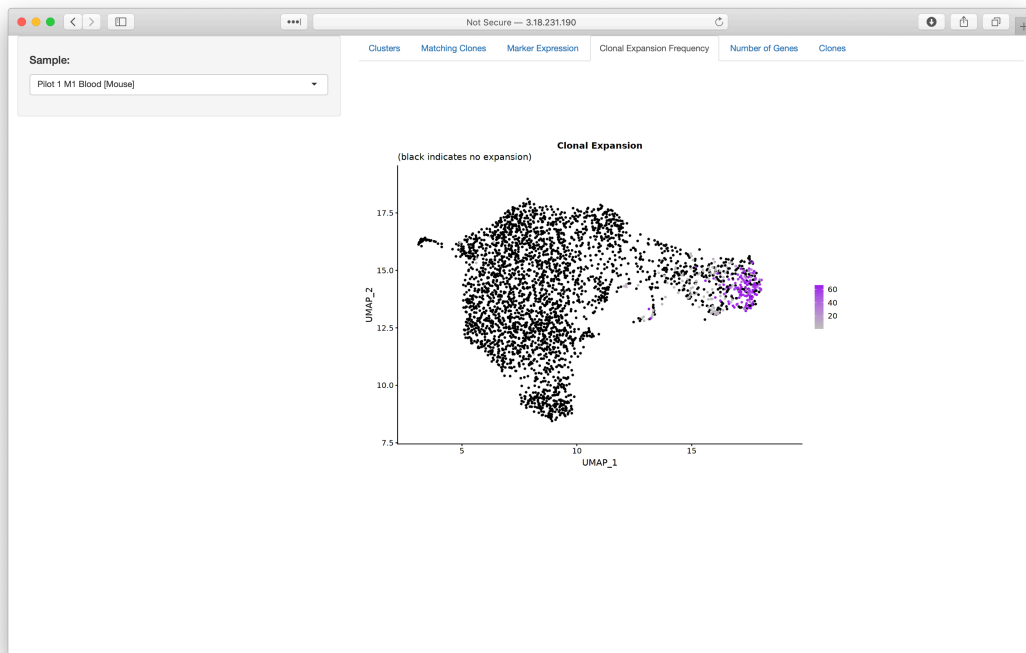 Not Secure — 3.18.231.190
Sample:
Pilot 1 M1 Blood [Mouse]
Clusters
Matching Clones
Marker Expression
Clonal Expansion Frequency
Number of Genes
Clones
Clonal Expansion
(black indicates no expansion)
17.5
15.0
12.5
10.0
7.5
UMAP_2
5
10
15
UMAP_1
60
40
20